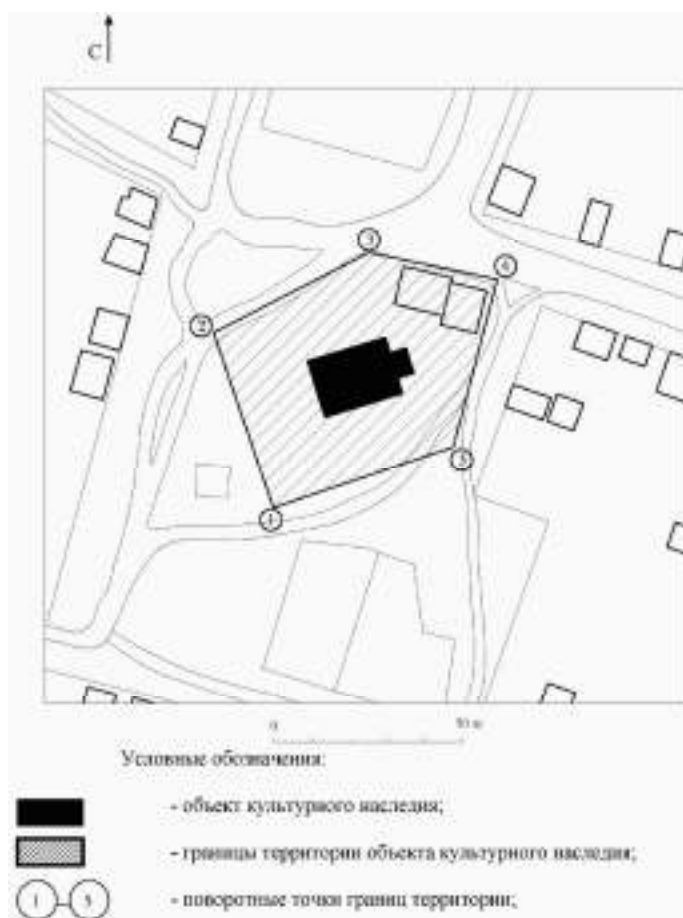 С
3
4
2
5
1
0
50 м
Условные обозначения:
- объект культурного наследия;
- границы территории объекта культурного наследия;
1 - 5 - поворотные точки границ территории;